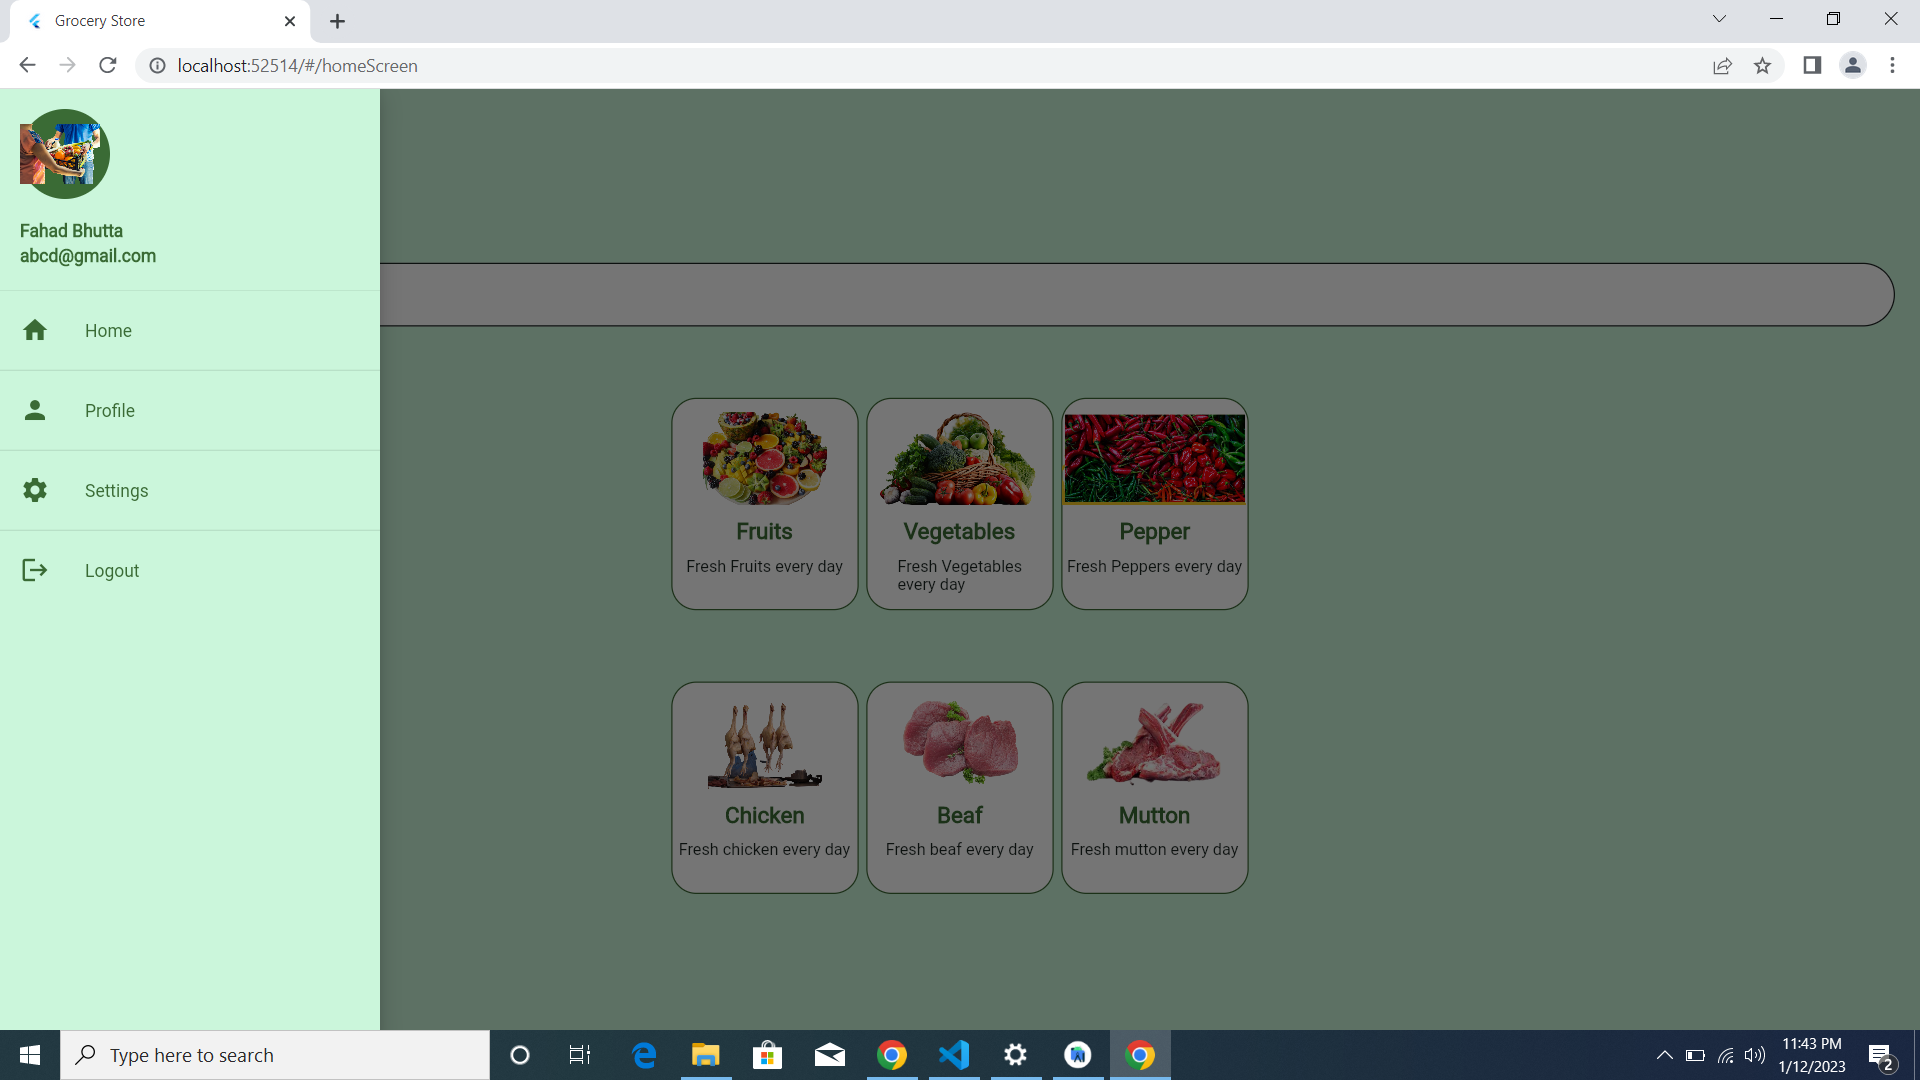 Grocery Store
localhost:52514/#/homeScreen
Fahad Bhutta
abcd@gmail.com
Home
Profile
Settings
Logout
Fruits
Fresh Fruits every day
Vegetables
Fresh Vegetables
every day
Pepper
Fresh Peppers every day
Chicken
Fresh chicken every day
Beaf
Fresh beaf every day
Mutton
Fresh mutton every day
Type here to search
11:43 PM
1/12/2023
2